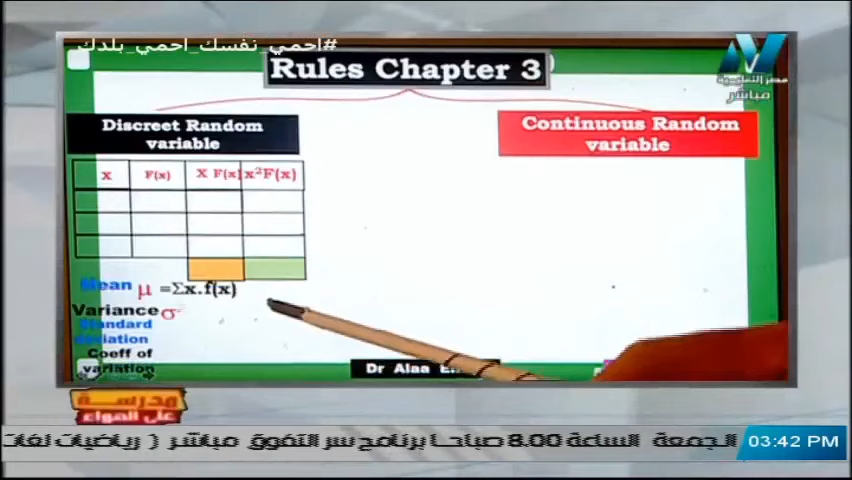 #احمي_نفسك_احمي_بلدك
Rules Chapter 3
مصر التعليمية
مباشر
Discreet Random
variable
Continuous Random
variable
X F(x) X F(x) x²F(x)
Mean μ =Σx.f(x)
Variance σ
Standard
deviation
Coeff of
variation
Dr Alaa
مدرسة
على الهواء
الجمعة الساعة 8.00 صباحا برنامج سر التفوق مباشر ( رياضيات لغات
03:42 PM